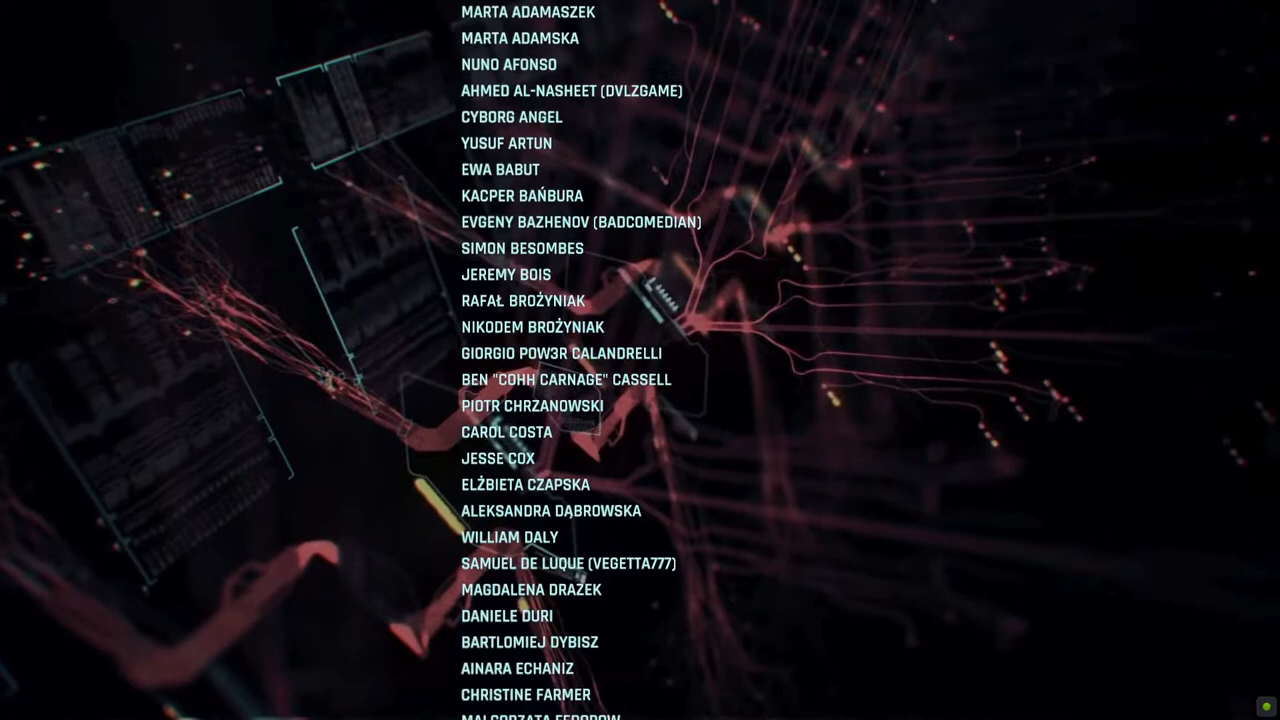 MARTA ADAMASZEK
MARTA ADAMSKA
NUNO AFONSO
AHMED AL-NASHEET (DVLZGAME)
CYBORG ANGEL
YUSUF ARTUN
EWA BABUT
KACPER BAŃBURA
EVGENY BAZHENOV (BADCOMEDIAN)
SIMON BESOMBES
JEREMY BOIS
RAFAŁ BROŻYNIAK
NIKODEM BROŻYNIAK
GIORGIO POW3R CALANDRELLI
BEN "COHH CARNAGE" CASSELL
PIOTR CHRZANOWSKI
CAROL COSTA
JESSE COX
ELŻBIETA CZAPSKA
ALEKSANDRA DĄBROWSKA
WILLIAM DALY
SAMUEL DE LUQUE (VEGETTA777)
MAGDALENA DRAZEK
DANIELE DURI
BARTLOMIEJ DYBISZ
AINARA ECHANIZ
CHRISTINE FARMER